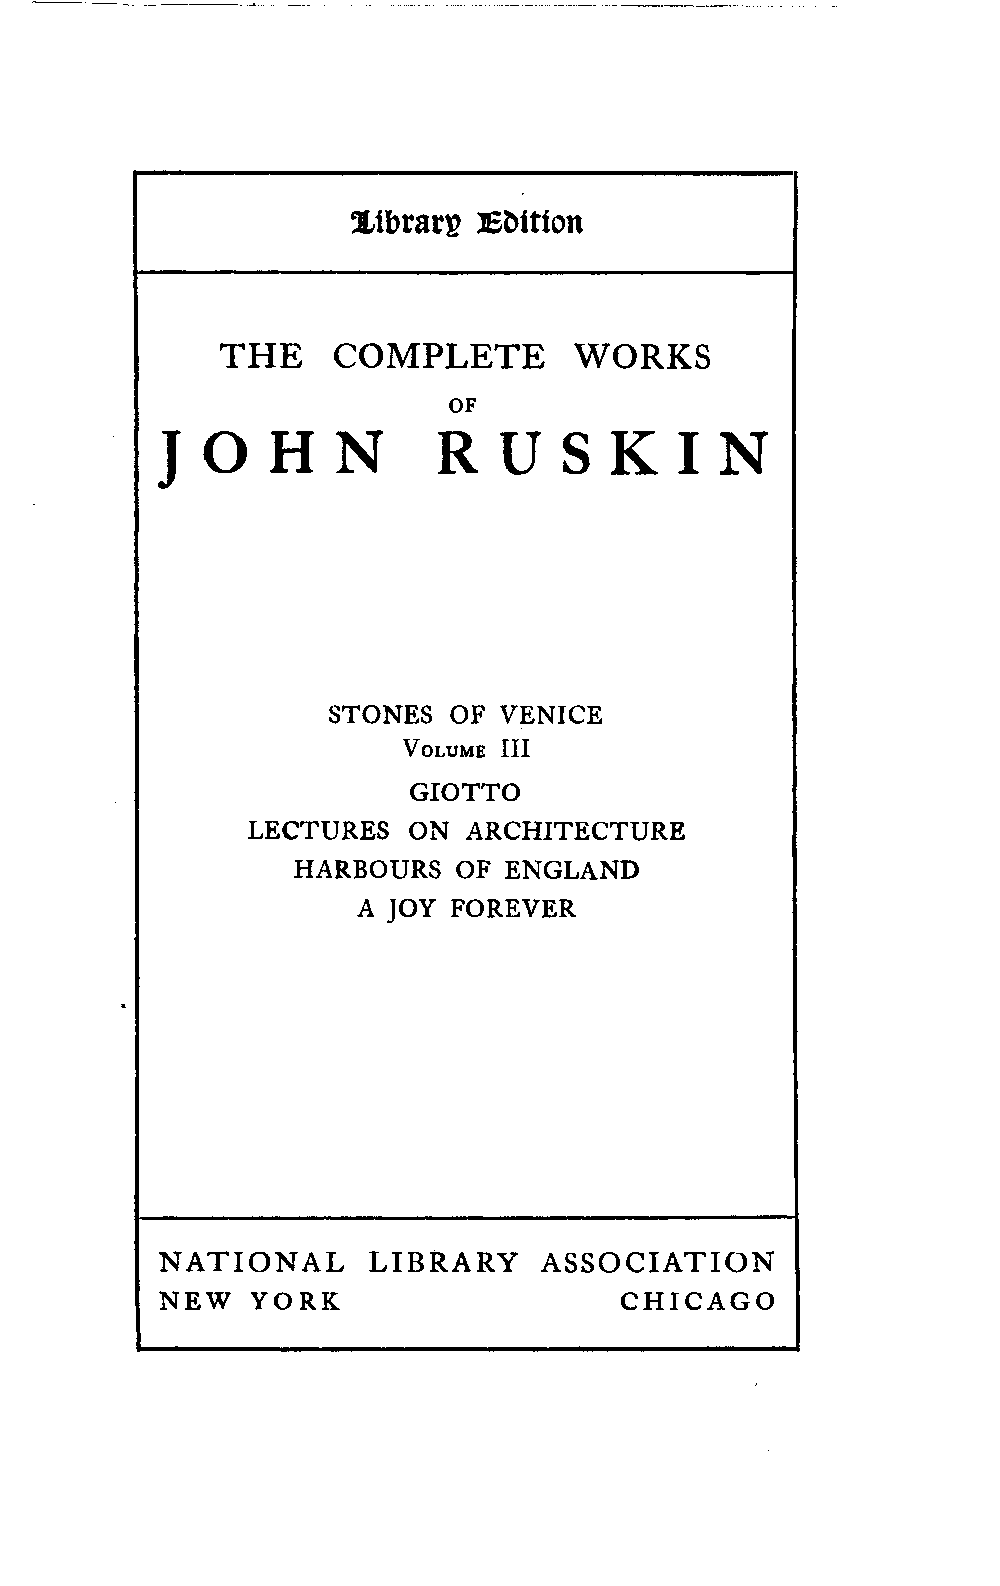 Library Edition
THE COMPLETE WORKS
OF
JOHN RUSKIN
STONES OF VENICE
VOLUME III
GIOTTO
LECTURES ON ARCHITECTURE
HARBOURS OF ENGLAND
A JOY FOREVER
NATIONAL LIBRARY ASSOCIATION
NEW YORK CHICAGO